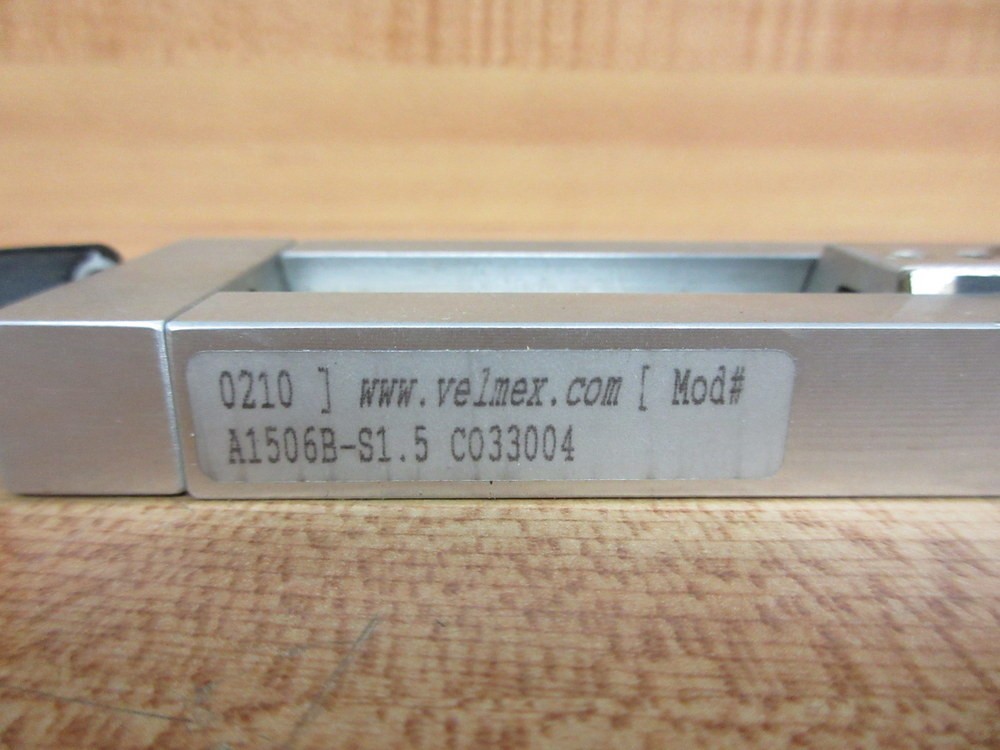 0210 ] www.velmex.com [ Mod#
A1506B-S1.5 C033004